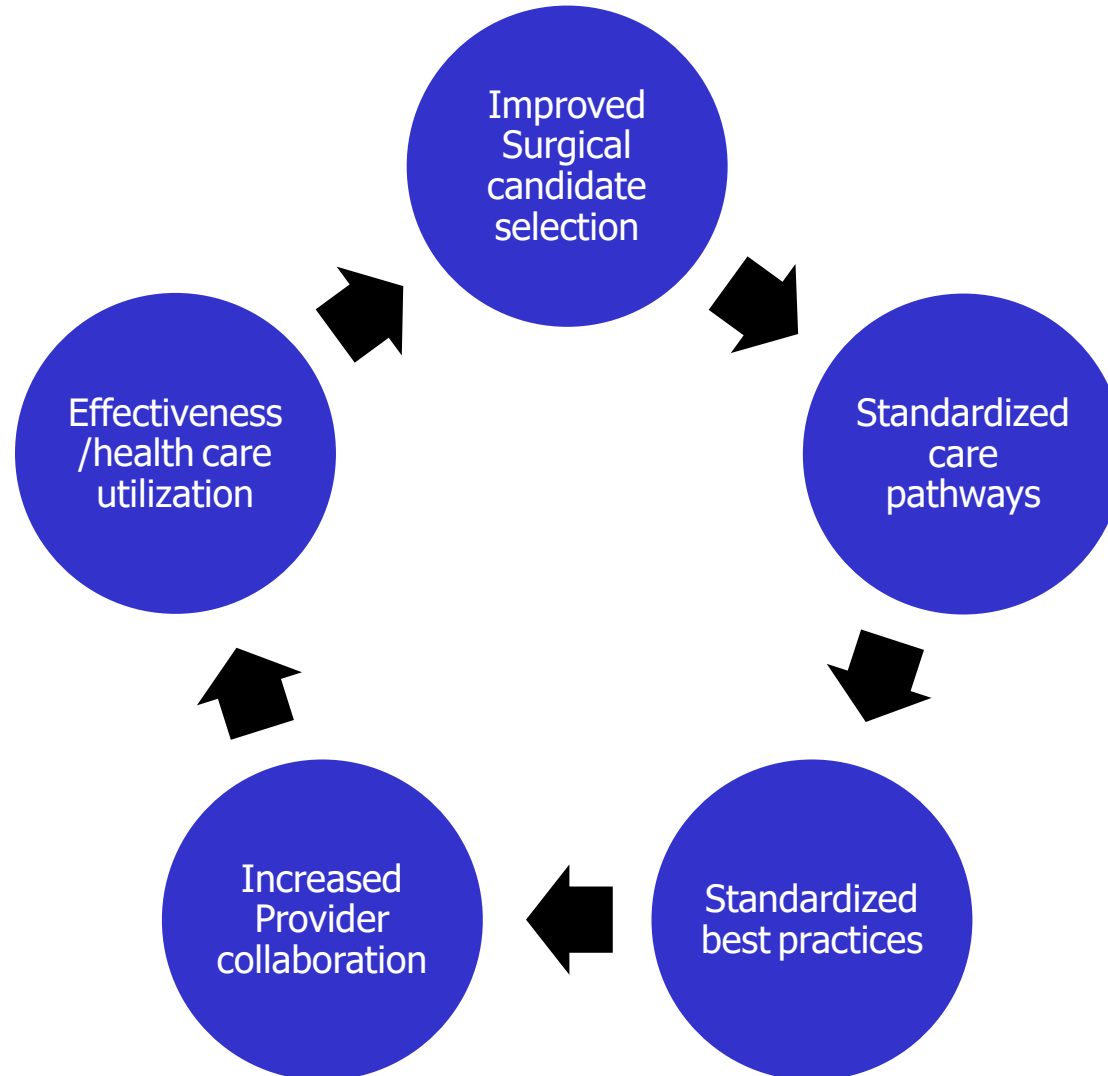 Improved
Surgical
candidate
selection
Standardized
care
pathways
Standardized
best practices
Increased
Provider
collaboration
Effectiveness
/health care
utilization